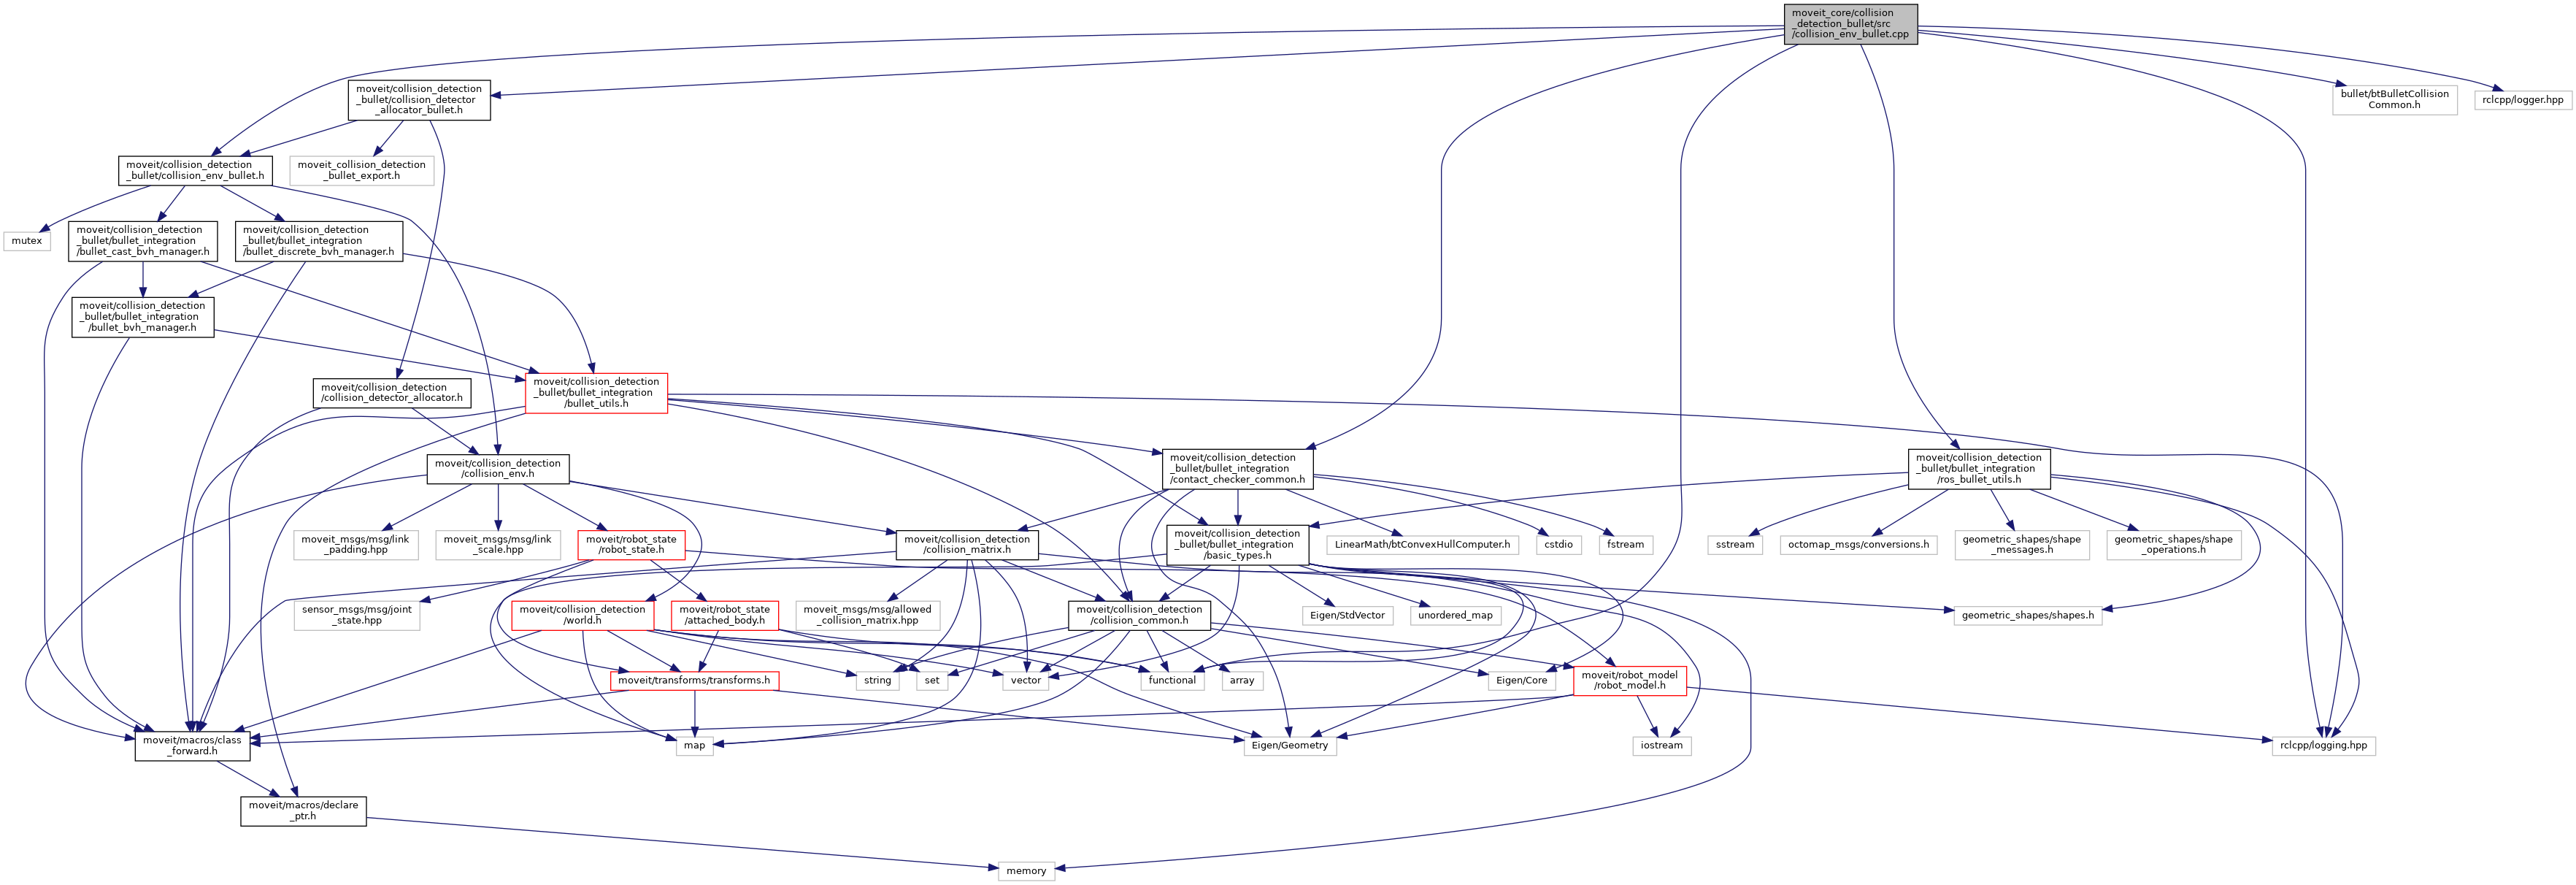 moveit_core/collision
_detection_bullet/src
/collision_env_bullet.cpp
moveit/collision_detection
_bullet/collision_detector
_allocator_bullet.h
bullet/btBulletCollision
Common.h
rclcpp/logger.hpp
moveit/collision_detection
_bullet/collision_env_bullet.h
moveit_collision_detection
_bullet_export.h
mutex
moveit/collision_detection
_bullet/bullet_integration
/bullet_cast_bvh_manager.h
moveit/collision_detection
_bullet/bullet_integration
/bullet_discrete_bvh_manager.h
moveit/collision_detection
_bullet/bullet_integration
/bullet_bvh_manager.h
moveit/collision_detection
/collision_detector_allocator.h
moveit/collision_detection
_bullet/bullet_integration
/bullet_utils.h
moveit/collision_detection
/collision_env.h
moveit/collision_detection
_bullet/bullet_integration
/contact_checker_common.h
moveit/collision_detection
_bullet/bullet_integration
/ros_bullet_utils.h
moveit_msgs/msg/link
_padding.hpp
moveit_msgs/msg/link
_scale.hpp
moveit/robot_state
/robot_state.h
moveit/collision_detection
/collision_matrix.h
moveit/collision_detection
_bullet/bullet_integration
/basic_types.h
LinearMath/btConvexHullComputer.h
cstdio
fstream
sstream
octomap_msgs/conversions.h
geometric_shapes/shape
_messages.h
geometric_shapes/shape
_operations.h
sensor_msgs/msg/joint
_state.hpp
moveit/collision_detection
/world.h
moveit/robot_state
/attached_body.h
moveit_msgs/msg/allowed
_collision_matrix.hpp
moveit/collision_detection
/collision_common.h
Eigen/StdVector
unordered_map
geometric_shapes/shapes.h
moveit/transforms/transforms.h
string
set
vector
functional
array
Eigen/Core
moveit/robot_model
/robot_model.h
moveit/macros/class
_forward.h
map
Eigen/Geometry
iostream
rclcpp/logging.hpp
moveit/macros/declare
_ptr.h
memory